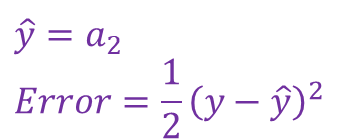 ŷ = a₂
Error = 1/2 (y − ŷ)²